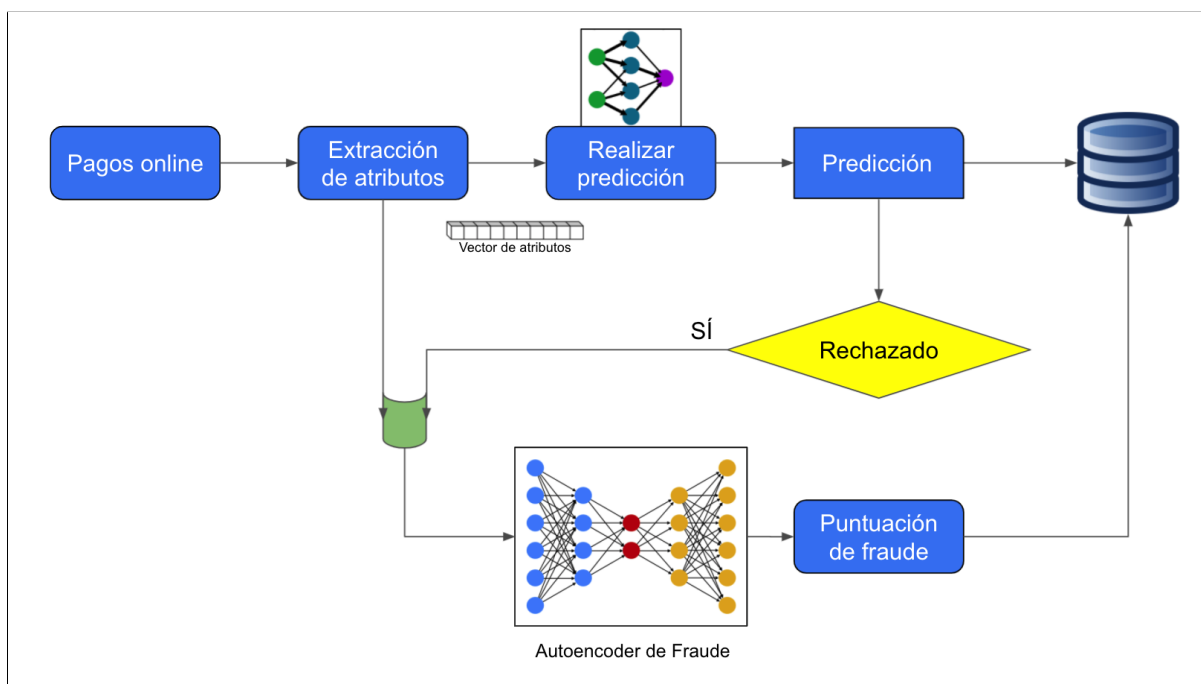 Pagos online
Extracción
de atributos
Realizar
predicción
Predicción
Vector de atributos
SÍ
Rechazado
Puntuación
de fraude
Autoencoder de Fraude